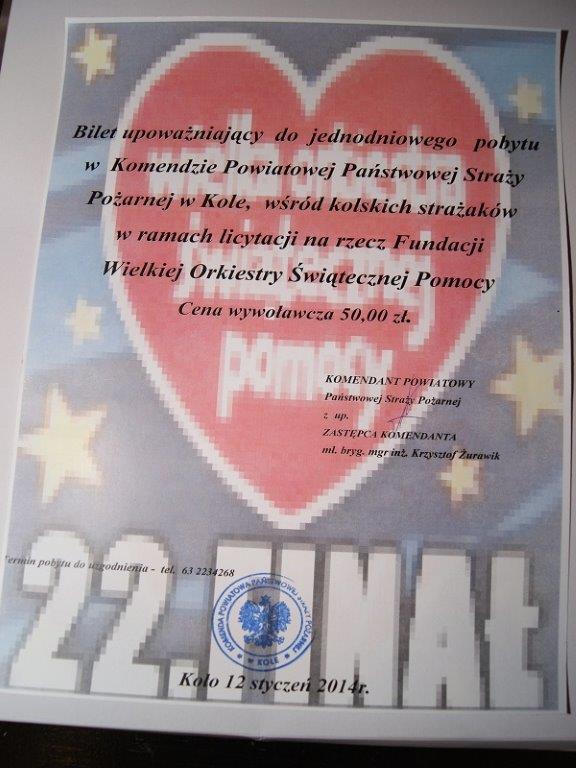 Bilet upoważniający do jednodniowego pobytu
w Komendzie Powiatowej Państwowej Straży
Pożarnej w Kole, wśród kolskich strażaków
w ramach licytacji na rzecz Fundacji
Wielkiej Orkiestry Świątecznej Pomocy
Cena wywoławcza 50,00 zł.
wielka orkiestra
świątecznej
pomocy
KOMENDANT POWIATOWY
Państwowej Straży Pożarnej
z up.
ZASTĘPCA KOMENDANTA
mł. bryg. mgr inż. Krzysztof Żurawik
Termin pobytu do uzgodnienia - tel. 63 2234268
22. FINAŁ
KOMENDA POWIATOWA PAŃSTWOWEJ STRAŻY POŻARNEJ
w KOLE
Koło 12 styczeń 2014r.